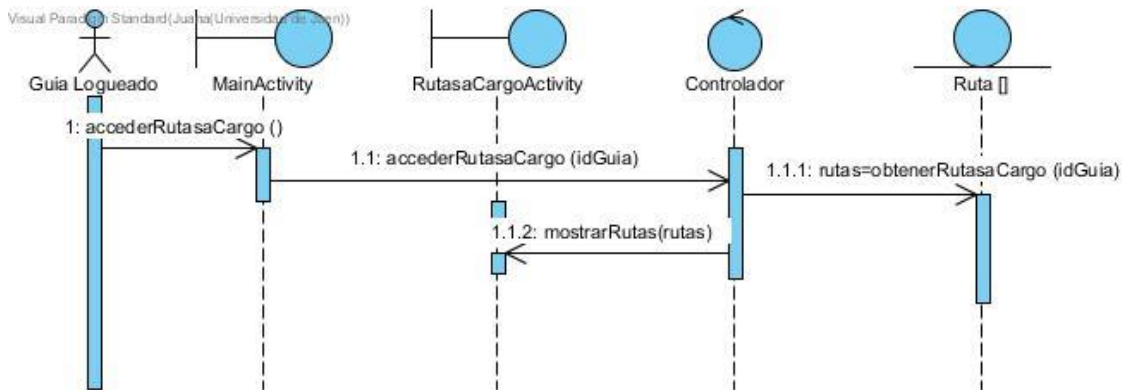 Visual Paradigm Standard(Juana(Universidad de Jaen))
Guia Logueado
MainActivity
RutasaCargoActivity
Controlador
Ruta []
1: accederRutasaCargo ()
1.1: accederRutasaCargo (idGuia)
1.1.1: rutas=obtenerRutasaCargo (idGuia)
1.1.2: mostrarRutas(rutas)